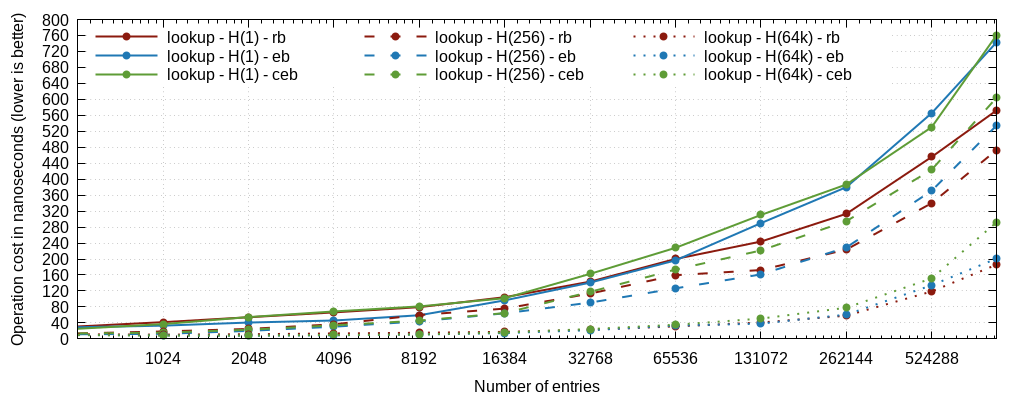 Operation cost in nanoseconds (lower is better)
800
760
720
680
640
600
560
520
480
440
400
360
320
280
240
200
160
120
80
40
0
lookup - H(1) - rb
lookup - H(256) - rb
lookup - H(64k) - rb
lookup - H(1) - eb
lookup - H(256) - eb
lookup - H(64k) - eb
lookup - H(1) - ceb
lookup - H(256) - ceb
lookup - H(64k) - ceb
1024 2048 4096 8192 16384 32768 65536 131072 262144 524288
Number of entries